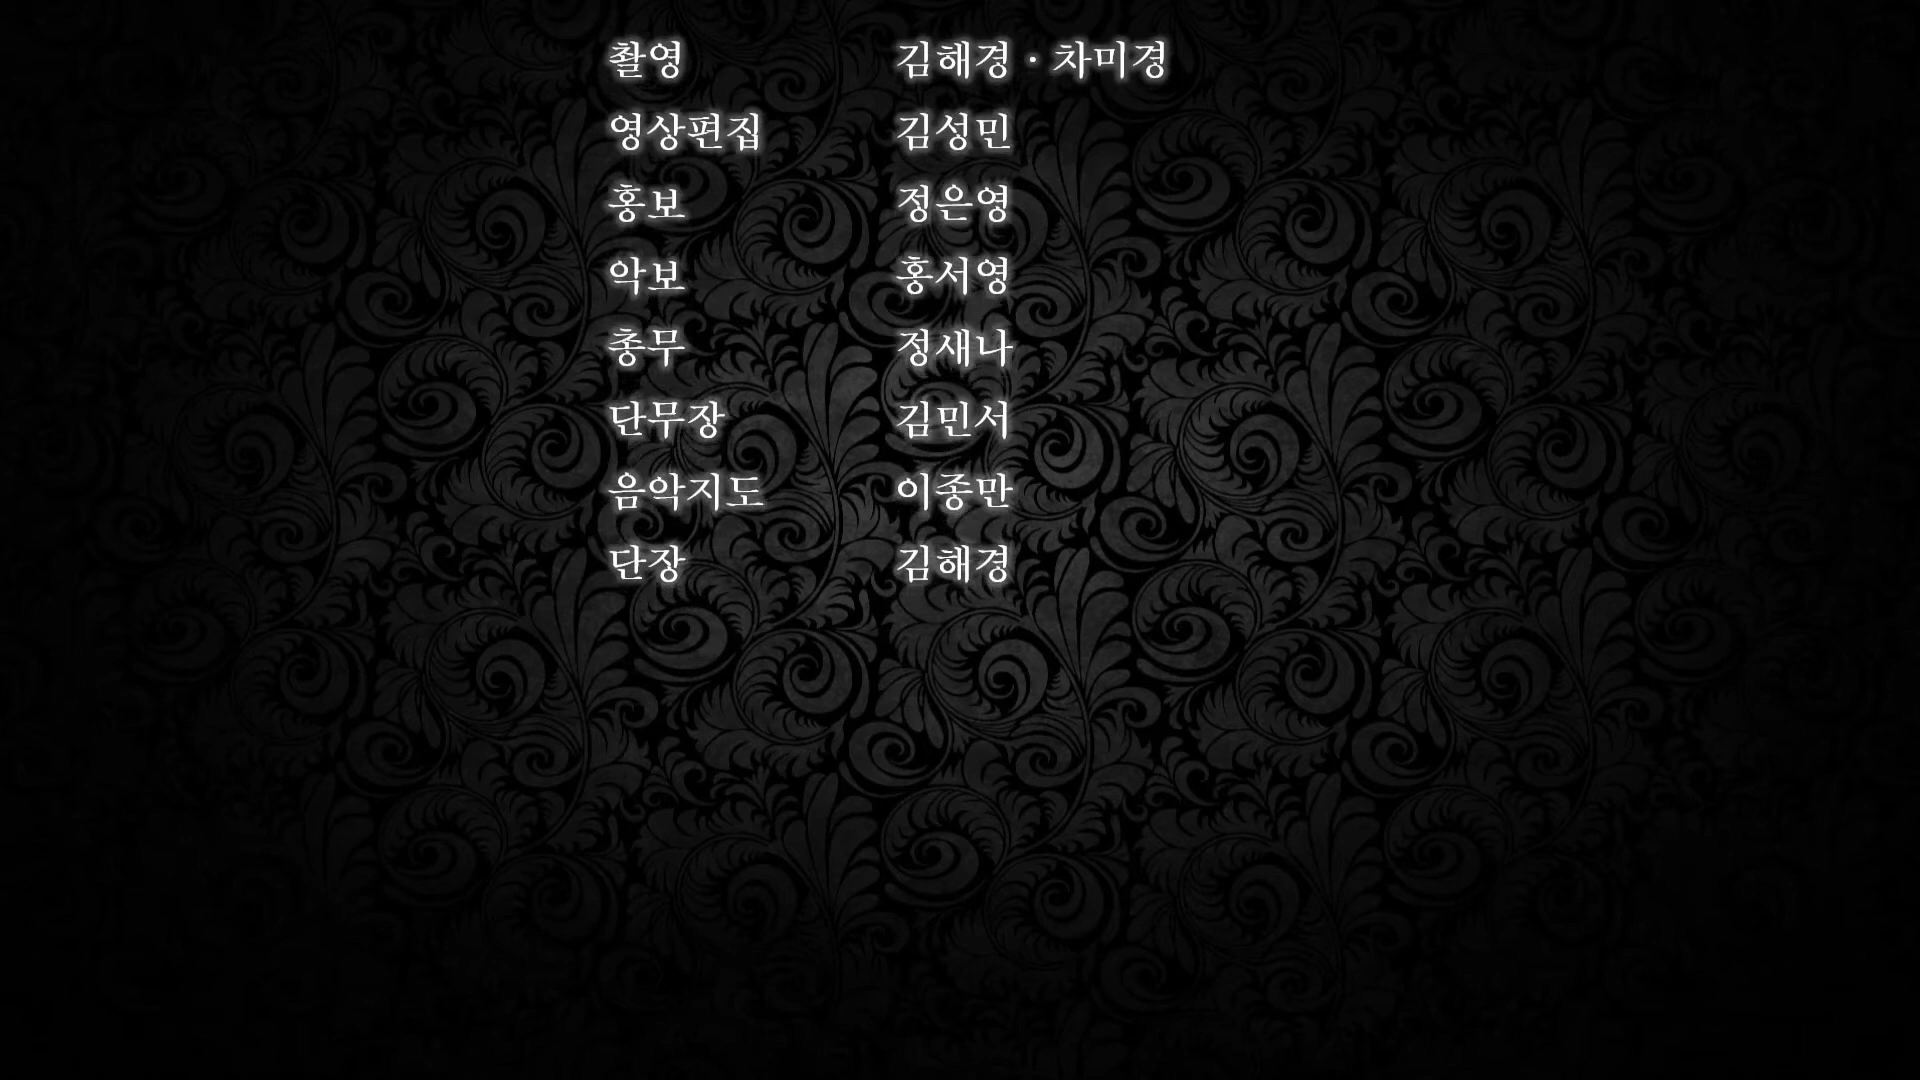 촬영 김해경 · 차미경
영상편집 김성민
홍보 정은영
악보 홍서영
총무 정새나
단무장 김민서
음악지도 이종만
단장 김해경